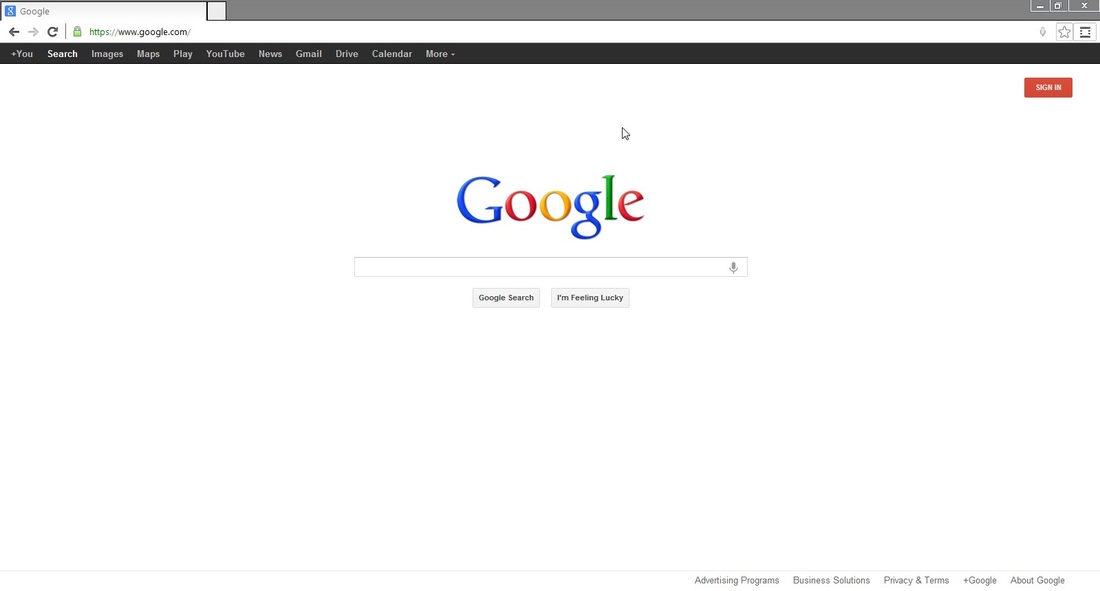 Google
https://www.google.com/
+You Search Images Maps Play YouTube News Gmail Drive Calendar More
SIGN IN
Google
Google Search I'm Feeling Lucky
Advertising Programs Business Solutions Privacy & Terms +Google About Google